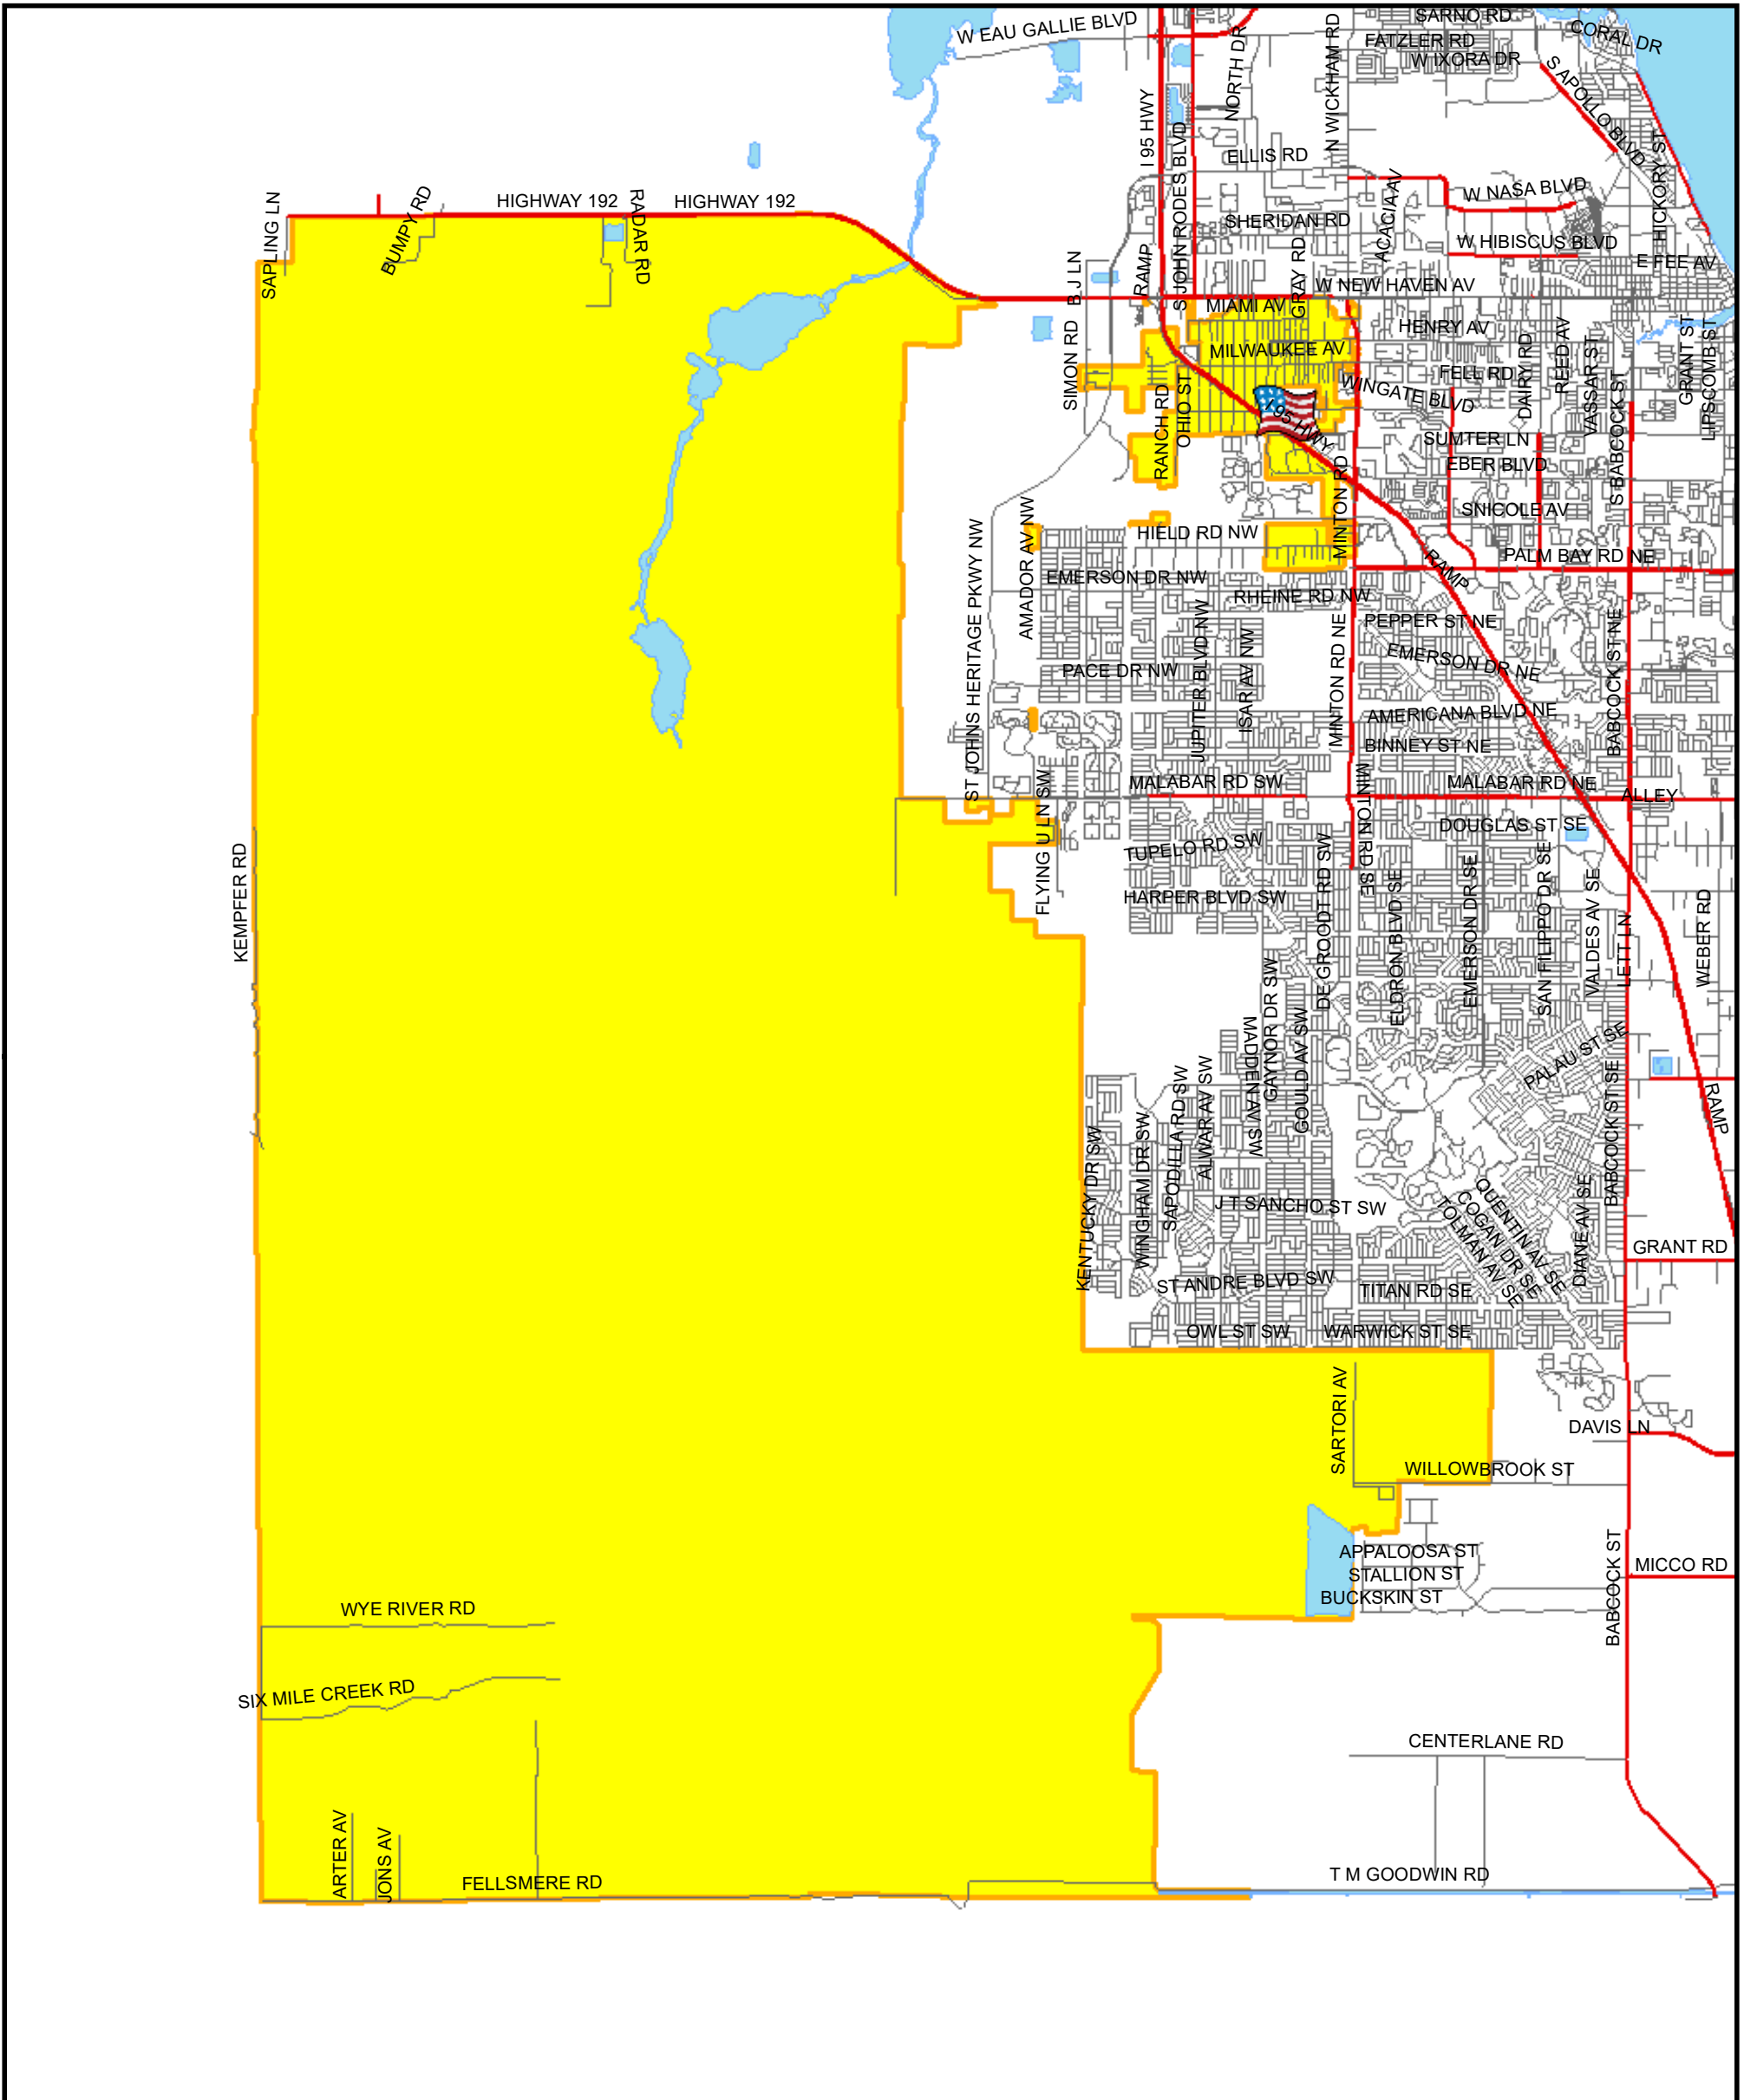 W EAU GALLIE BLVD
SARNO RD
CORAL DR
FATZLER RD
W IXORA DR
NORTH DR
N WICKHAM RD
S APOLLO BLVD
I 95 HWY
S JOHN RODES BLVD
ELLIS RD
HICKORY ST
ACACIA AV
W NASA BLVD
SAPLING LN
BUMPY RD
HIGHWAY 192
RADAR RD
HIGHWAY 192
SHERIDAN RD
W HIBISCUS BLVD
E FEE AV
B J LN
RAMP
GRAY RD
W NEW HAVEN AV
MIAMI AV
HENRY AV
SIMON RD
MILWAUKEE AV
DAIRY RD
REED AV
VASSAR ST
GRANT ST
LIPSCOMB ST
FELL RD
WINGATE BLVD
RANCH RD
OHIO ST
I 95 HWY
S BABCOCK ST
SUMTER LN
EBER BLVD
MINTON RD
SNICOLE AV
ST JOHNS HERITAGE PKWY NW
AMADOR AV NW
HIELD RD NW
PALM BAY RD NE
RAMP
EMERSON DR NW
RHEINE RD NW
JUPITER BLVD NW
ISAR AV NW
MINTON RD NE
PEPPER ST NE
BABCOCK ST NE
EMERSON DR NE
PACE DR NW
AMERICANA BLVD NE
BINNEY ST NE
MALABAR RD SW
MALABAR RD NE
ALLEY
FLYING U LN SW
MINTON RD SE
DOUGLAS ST SE
KEMPFER RD
TUPELO RD SW
DE GROODT RD SW
ELDRON BLVD SE
EMERSON DR SE
SAN FILIPPO DR SE
VALDES AV SE
LETT LN
WEBER RD
HARPER BLVD SW
GAYNOR DR SW
MADDEN AV SW
GOULD AV SW
PALAU ST SE
BABCOCK ST SE
RAMP
KENTUCKY DR SW
WINGHAM DR SW
SAPODILLA RD SW
ALWAR AV SW
J T SANCHO ST SW
QUENTIN AV SE
COGAN DR SE
TOLMAN AV SE
DIANE AV SE
GRANT RD
ST ANDRE BLVD SW
TITAN RD SE
OWL ST SW
WARWICK ST SE
SARTORI AV
DAVIS LN
WILLOWBROOK ST
APPALOOSA ST
STALLION ST
BUCKSKIN ST
BABCOCK ST
MICCO RD
WYE RIVER RD
SIX MILE CREEK RD
CENTERLANE RD
ARTER AV
JONS AV
FELLSMERE RD
T M GOODWIN RD